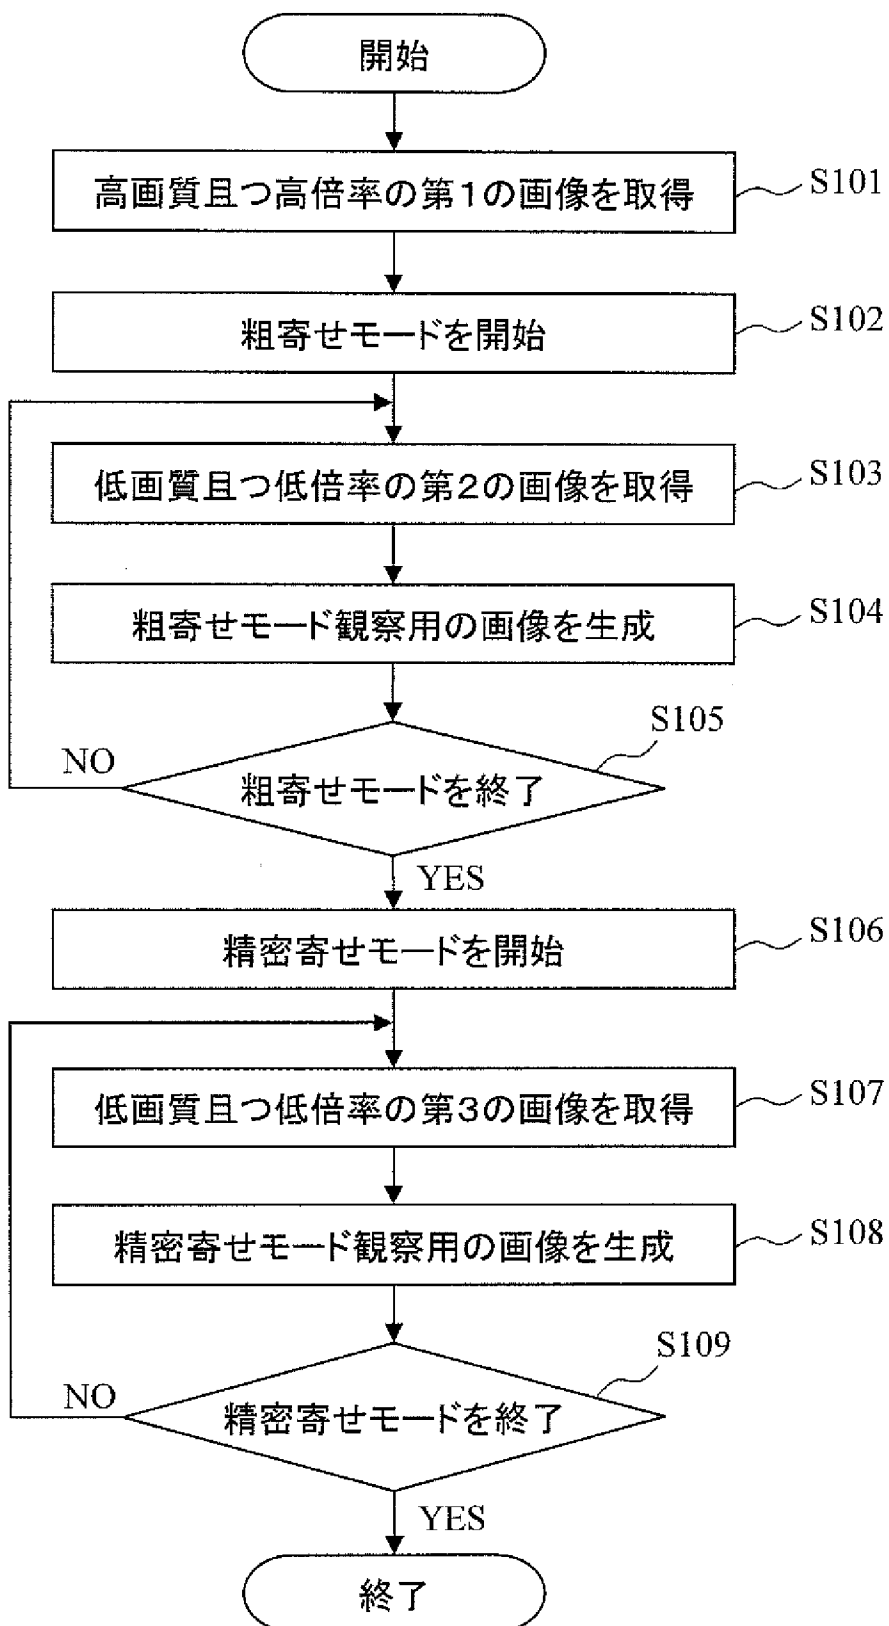 開始
高画質且つ高倍率の第1の画像を取得
S101
粗寄せモードを開始
S102
低画質且つ低倍率の第2の画像を取得
S103
粗寄せモード観察用の画像を生成
S104
S105
NO
粗寄せモードを終了
YES
精密寄せモードを開始
S106
低画質且つ低倍率の第3の画像を取得
S107
精密寄せモード観察用の画像を生成
S108
S109
NO
精密寄せモードを終了
YES
終了